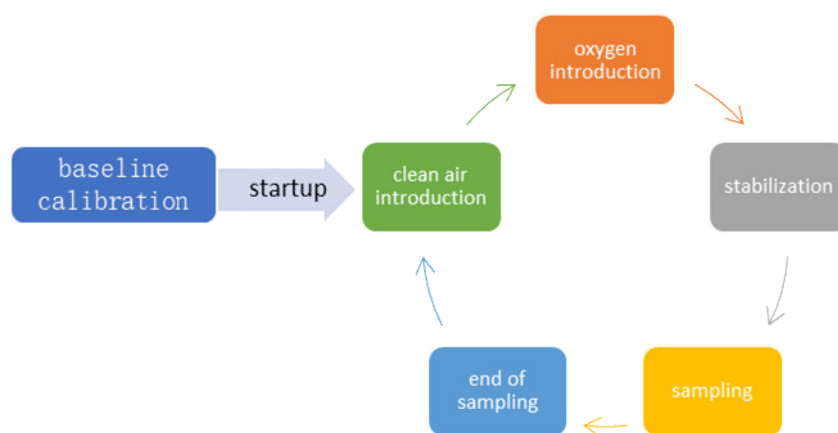 baseline
calibration
startup
clean air
introduction
oxygen
introduction
stabilization
sampling
end of
sampling